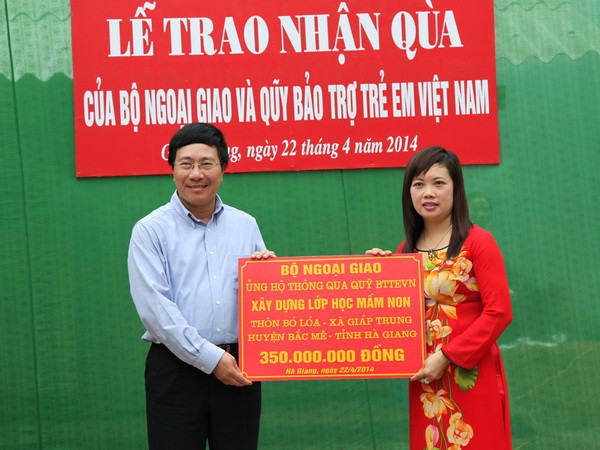 LỄ TRAO NHẬN QUÀ
CỦA BỘ NGOẠI GIAO VÀ QUỸ BẢO TRỢ TRẺ EM VIỆT NAM
ngày 22 tháng 4 năm 2014
BỘ NGOẠI GIAO
ỦNG HỘ THÔNG QUA QUỸ BTTEVN
XÂY DỰNG LỚP HỌC MẦM NON
THÔN BÓ LÓA - XÃ GIÁP TRUNG
HUYỆN BẮC MÊ - TỈNH HÀ GIANG
350.000.000 ĐỒNG
Hà Giang, ngày 22/4/2014